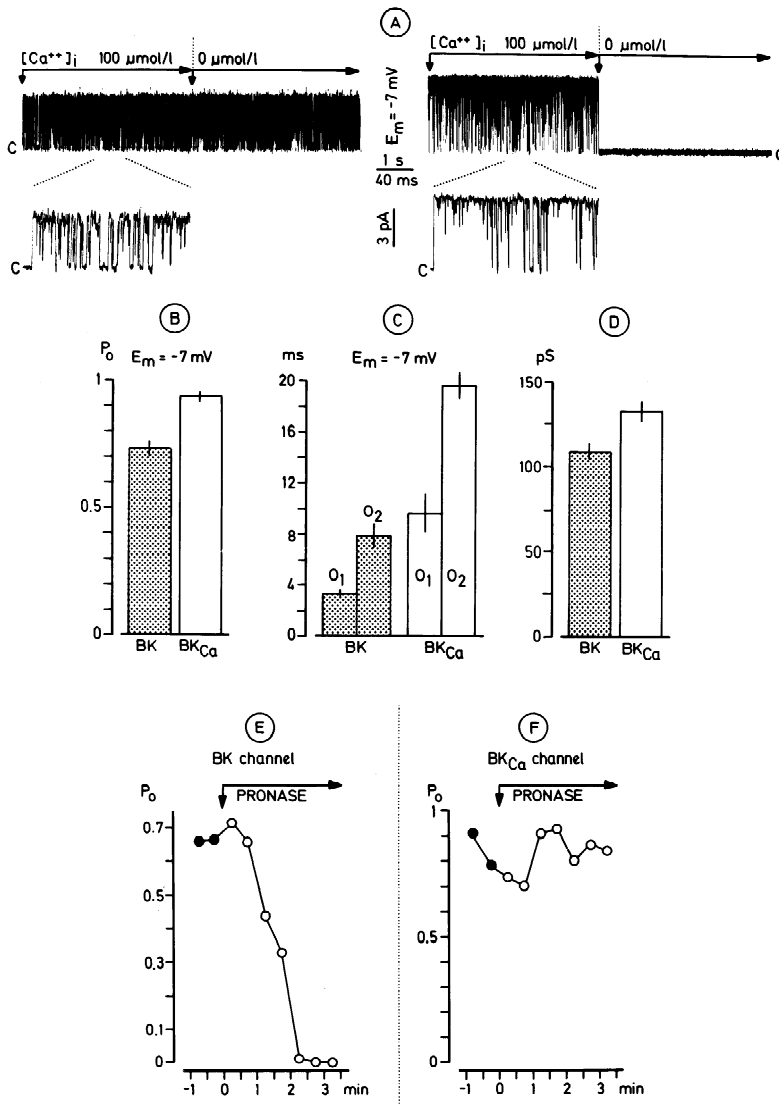 A
[Ca++]i 100 μmol/l 0 μmol/l
C
C
Em = -7 mV
1 s
40 ms
3 pA
[Ca++]i 100 μmol/l 0 μmol/l
C
C
B
Po Em = -7 mV
1
0.5
0
BK BKCa
C
ms Em = -7 mV
20
16
12
8
4
0
O1 O2 O1 O2
BK BKCa
D
pS
150
100
50
0
BK BKCa
E
BK channel
Po PRONASE
0.7
0.5
0.3
0.1
0
-1 0 1 2 3 min
F
BKCa channel
Po PRONASE
1
0.5
0
-1 0 1 2 3 min